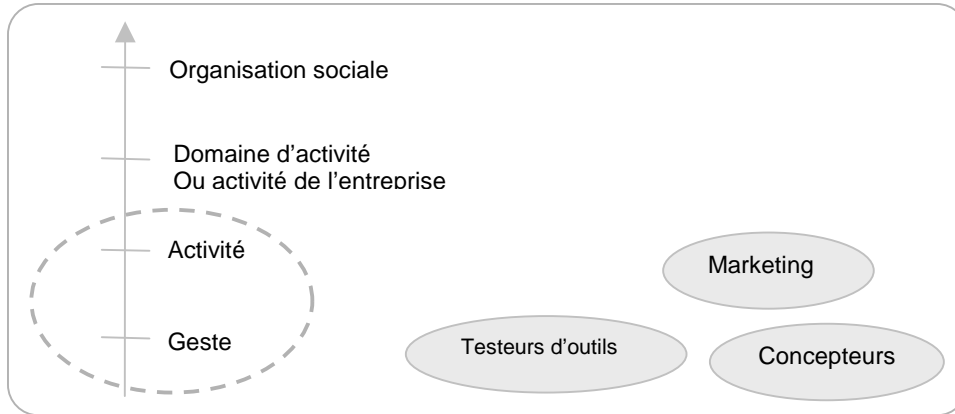 Organisation sociale
Domaine d’activité
Ou activité de l’entreprise
Activité
Marketing
Geste
Testeurs d’outils
Concepteurs